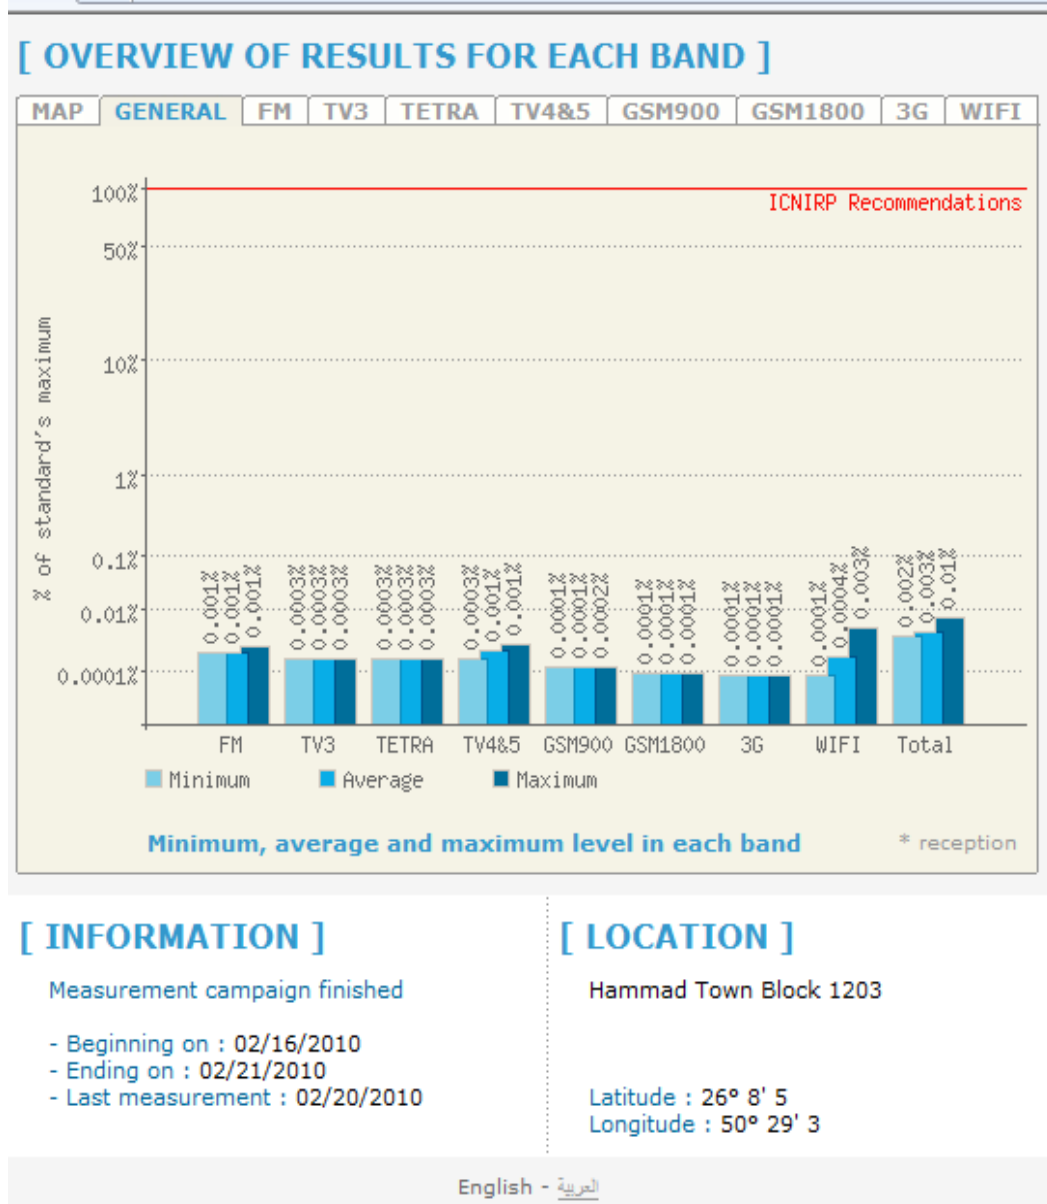 [ OVERVIEW OF RESULTS FOR EACH BAND ]
MAP GENERAL FM TV3 TETRA TV4&5 GSM900 GSM1800 3G WIFI
100%
ICNIRP Recommendations
50%
10%
1%
0.1%
0.01%
0.0001%
% of standard's maximum
0.001% 0.001% 0.001% 0.0003% 0.0003% 0.0003% 0.0003% 0.0003% 0.0003% 0.0003% 0.001% 0.001% 0.0001% 0.0001% 0.0002% 0.0001% 0.0001% 0.0001% 0.0001% 0.0001% 0.0001% 0.0001% 0.0004% 0.003% 0.002% 0.003% 0.01%
FM TV3 TETRA TV4&5 GSM900 GSM1800 3G WIFI Total
Minimum Average Maximum
Minimum, average and maximum level in each band * reception
[ INFORMATION ]
Measurement campaign finished
- Beginning on : 02/16/2010
- Ending on : 02/21/2010
- Last measurement : 02/20/2010
[ LOCATION ]
Hammad Town Block 1203
Latitude : 26° 8' 5
Longitude : 50° 29' 3
English - العربية